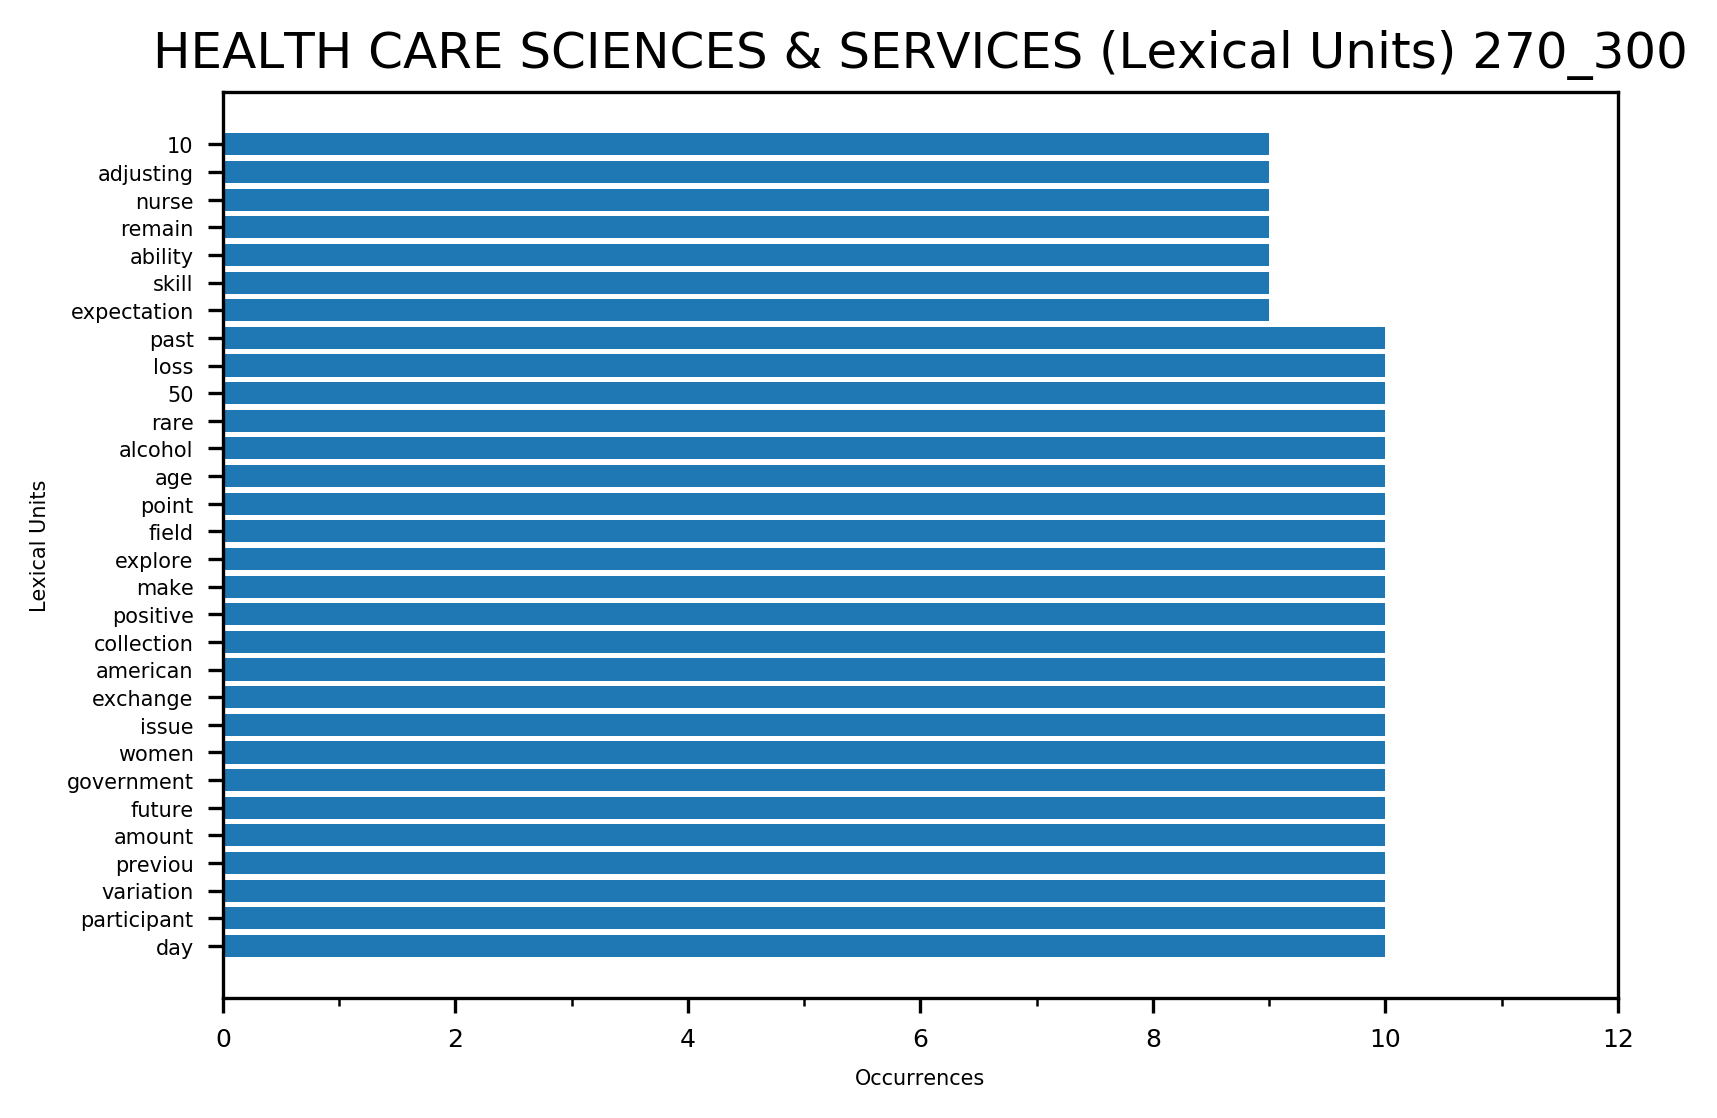 HEALTH CARE SCIENCES & SERVICES (Lexical Units) 270_300
10
adjusting
nurse
remain
ability
skill
expectation
past
loss
50
rare
alcohol
age
point
field
explore
make
positive
collection
american
exchange
issue
women
government
future
amount
previou
variation
participant
day
Lexical Units
0 2 4 6 8 10 12
Occurrences